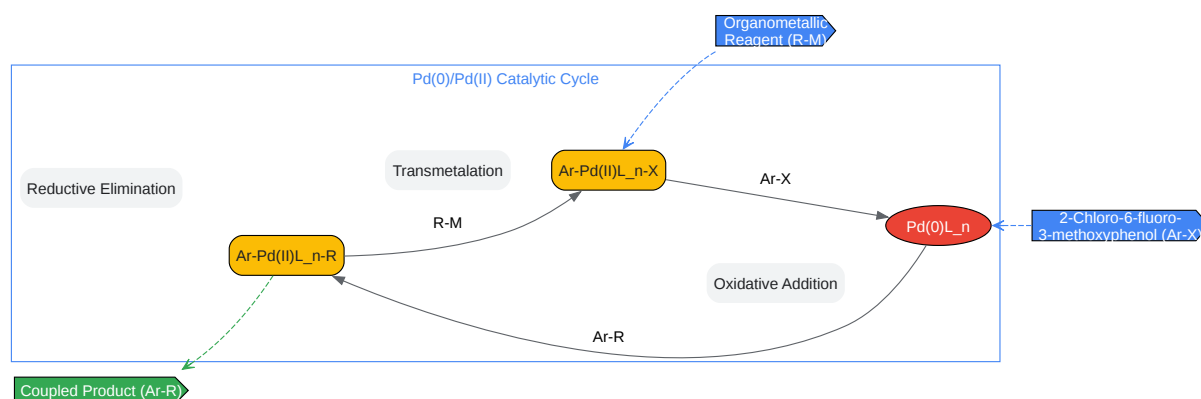 Organometallic
Reagent (R-M)
Pd(0)/Pd(II) Catalytic Cycle
Transmetalation
Ar-Pd(II)L_n-X
Ar-X
Reductive Elimination
R-M
Pd(0)L_n
2-Chloro-6-fluoro-
3-methoxyphenol (Ar-X)
Ar-Pd(II)L_n-R
Oxidative Addition
Ar-R
Coupled Product (Ar-R)